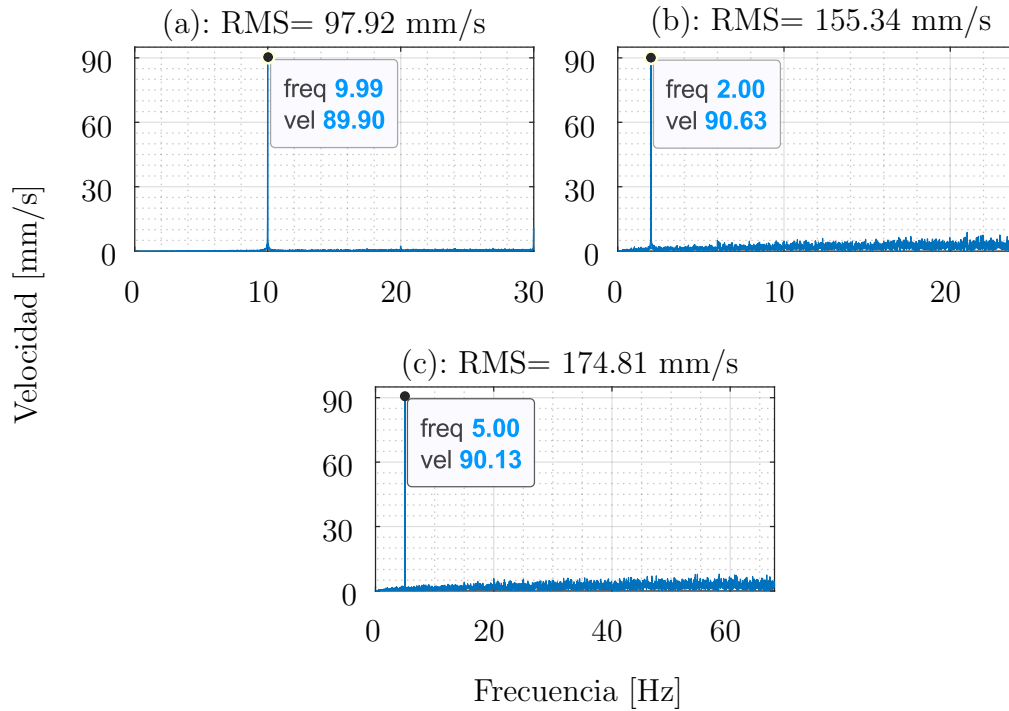 (a): RMS= 97.92 mm/s
90
60
30
0
freq 9.99
vel 89.90
0 10 20 30
(b): RMS= 155.34 mm/s
90
60
30
0
freq 2.00
vel 90.63
0 10 20
Velocidad [mm/s]
(c): RMS= 174.81 mm/s
90
60
30
0
freq 5.00
vel 90.13
0 20 40 60
Frecuencia [Hz]